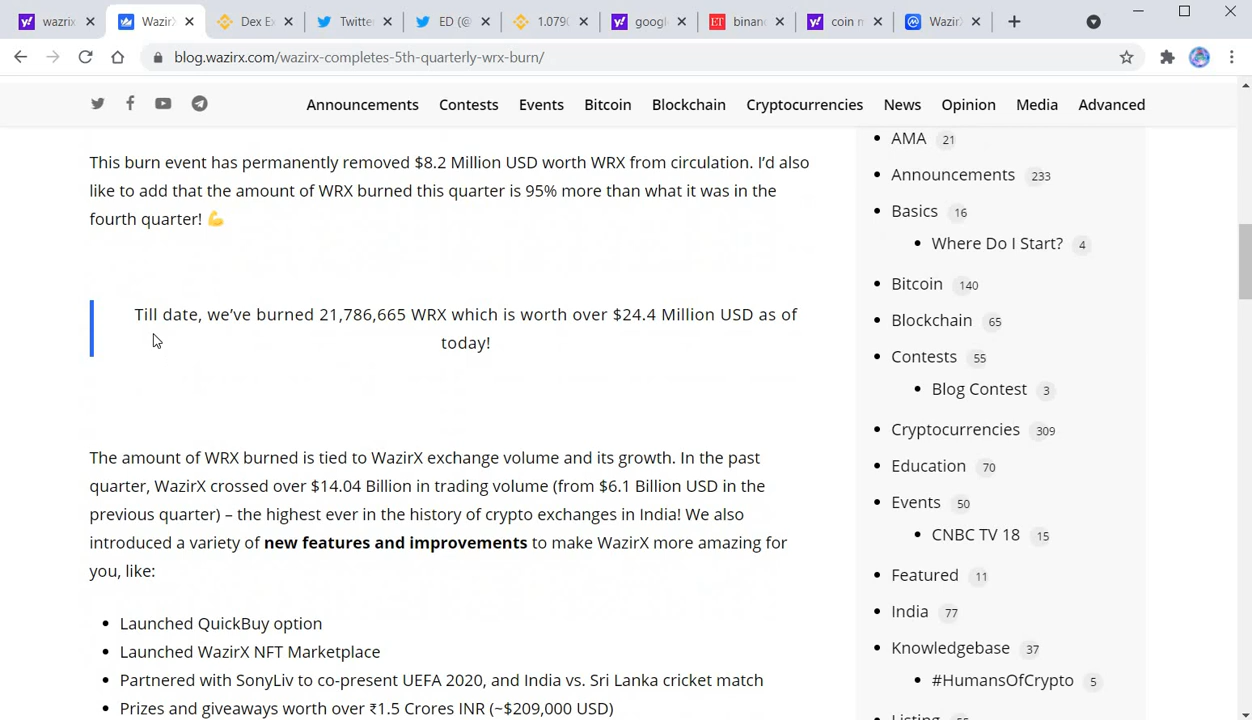 wazrix
WazirX
Dex Ex
Twitte
ED (@
1.079
google
binan
coin m
Wazir
blog.wazirx.com/wazirx-completes-5th-quarterly-wrx-burn/
Announcements Contests Events Bitcoin Blockchain Cryptocurrencies News Opinion Media Advanced
This burn event has permanently removed $8.2 Million USD worth WRX from circulation. I’d also
like to add that the amount of WRX burned this quarter is 95% more than what it was in the
fourth quarter! 💪
Till date, we’ve burned 21,786,665 WRX which is worth over $24.4 Million USD as of
today!
The amount of WRX burned is tied to WazirX exchange volume and its growth. In the past
quarter, WazirX crossed over $14.04 Billion in trading volume (from $6.1 Billion USD in the
previous quarter) – the highest ever in the history of crypto exchanges in India! We also
introduced a variety of new features and improvements to make WazirX more amazing for
you, like:
Launched QuickBuy option
Launched WazirX NFT Marketplace
Partnered with SonyLiv to co-present UEFA 2020, and India vs. Sri Lanka cricket match
Prizes and giveaways worth over ₹1.5 Crores INR (~$209,000 USD)
AMA 21
Announcements 233
Basics 16
Where Do I Start? 4
Bitcoin 140
Blockchain 65
Contests 55
Blog Contest 3
Cryptocurrencies 309
Education 70
Events 50
CNBC TV 18 15
Featured 11
India 77
Knowledgebase 37
#HumansOfCrypto 5